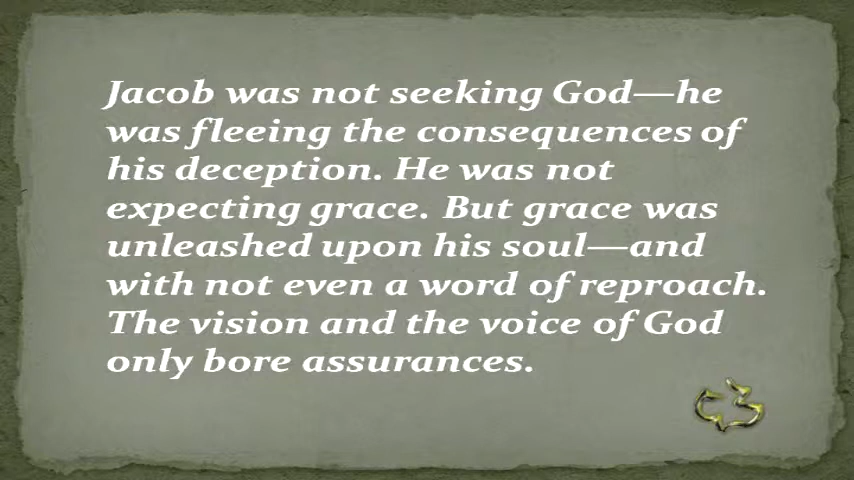 Jacob was not seeking God—he
was fleeing the consequences of
his deception. He was not
expecting grace. But grace was
unleashed upon his soul—and
with not even a word of reproach.
The vision and the voice of God
only bore assurances.